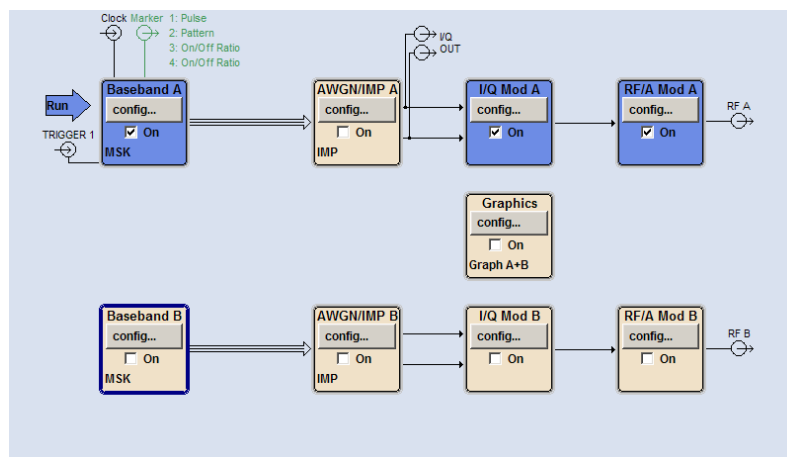 Clock Marker 1: Pulse
2: Pattern
3: On/Off Ratio
4: On/Off Ratio
I/Q
OUT
Run
TRIGGER 1
Baseband A
config...
On
MSK
AWGN/IMP A
config...
On
IMP
I/Q Mod A
config...
On
RF/A Mod A
config...
On
RF A
Graphics
config...
On
Graph A+B
Baseband B
config...
On
MSK
AWGN/IMP B
config...
On
IMP
I/Q Mod B
config...
On
RF/A Mod B
config...
On
RF B